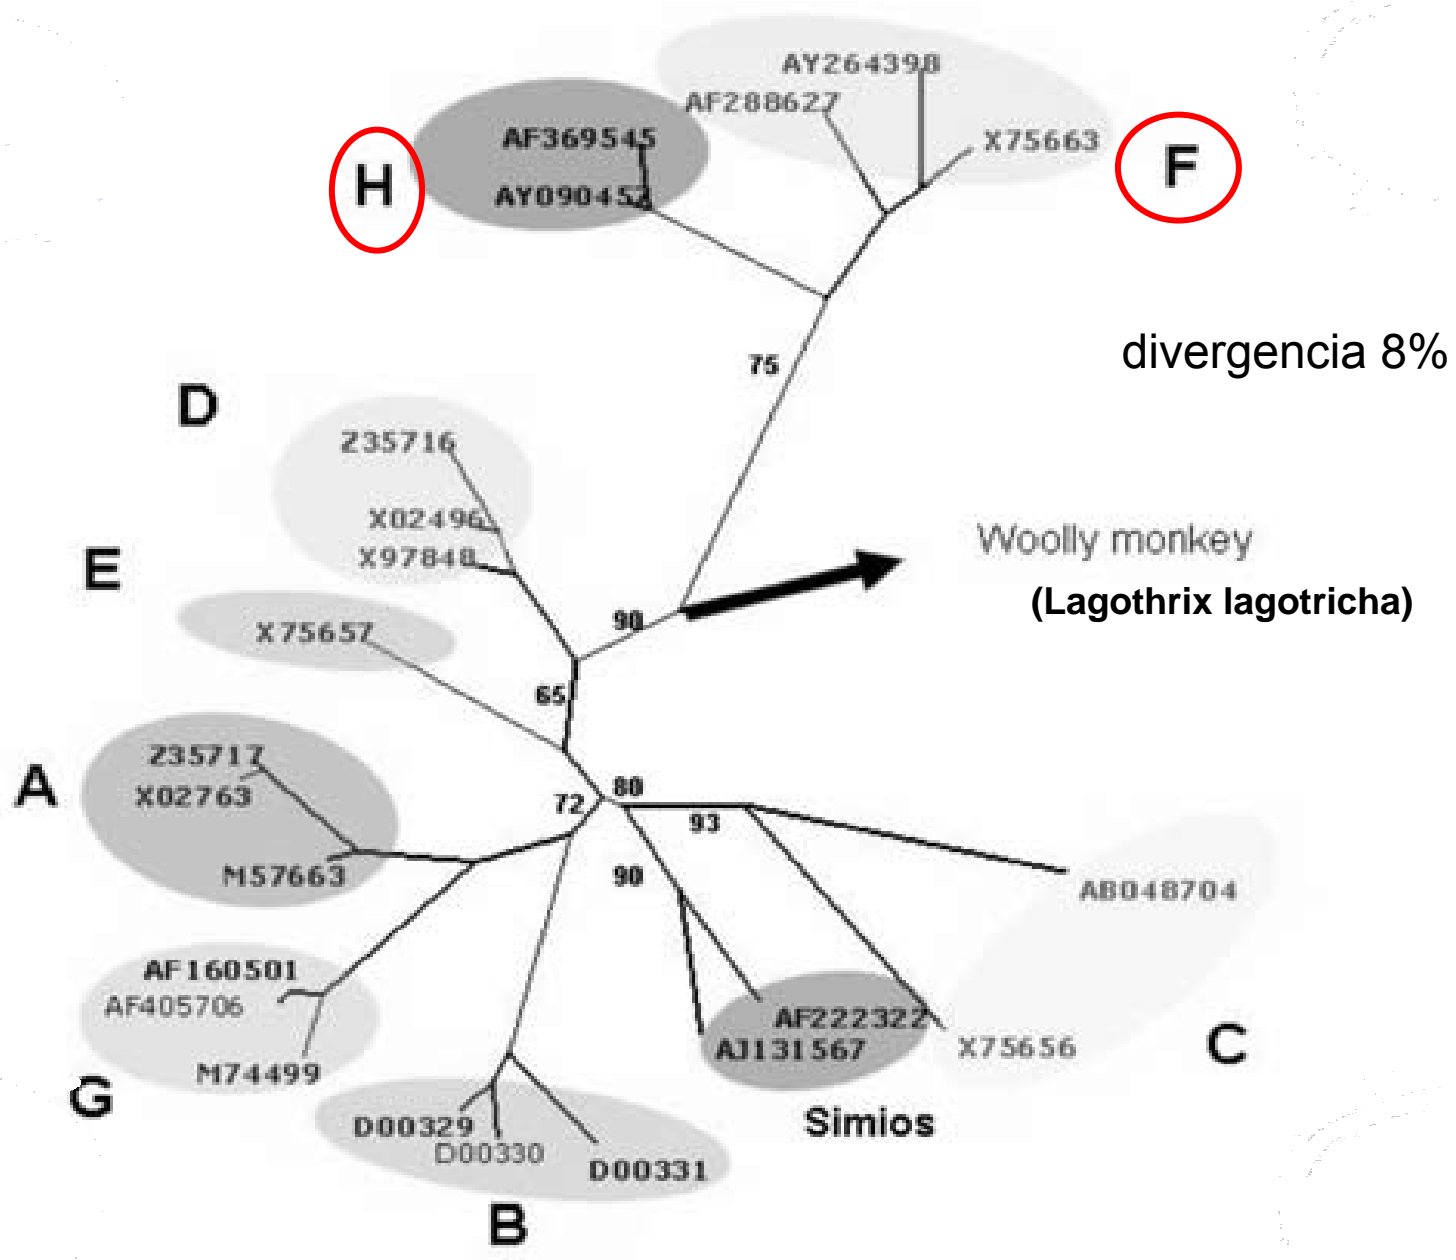 AY264398
AF288627
X75663
F
AF369545
AY090454
H
75
divergencia 8%
D
Z35716
X02496
X97848
Woolly monkey
(Lagothrix lagotricha)
E
X75657
90
65
A
Z35717
X02763
M57663
72
80
93
90
AB048704
AF160501
AF405706
M74499
G
AF222322
AJ131567
Simios
X75656
C
D00329
D00330
D00331
B